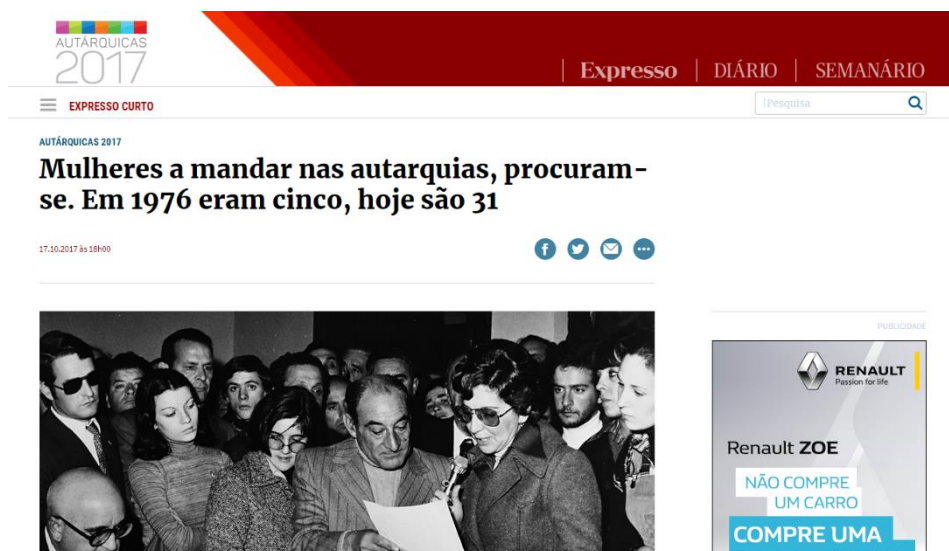 AUTÁRQUICAS
2017
| Expresso | DIÁRIO | SEMANÁRIO
EXPRESSO CURTO
Pesquisa
AUTÁRQUICAS 2017
Mulheres a mandar nas autarquias, procuram-
se. Em 1976 eram cinco, hoje são 31
17.10.2017 às 18h00
PUBLICIDADE
RENAULT
Passion for life
Renault ZOE
NÃO COMPRE
UM CARRO
COMPRE UMA